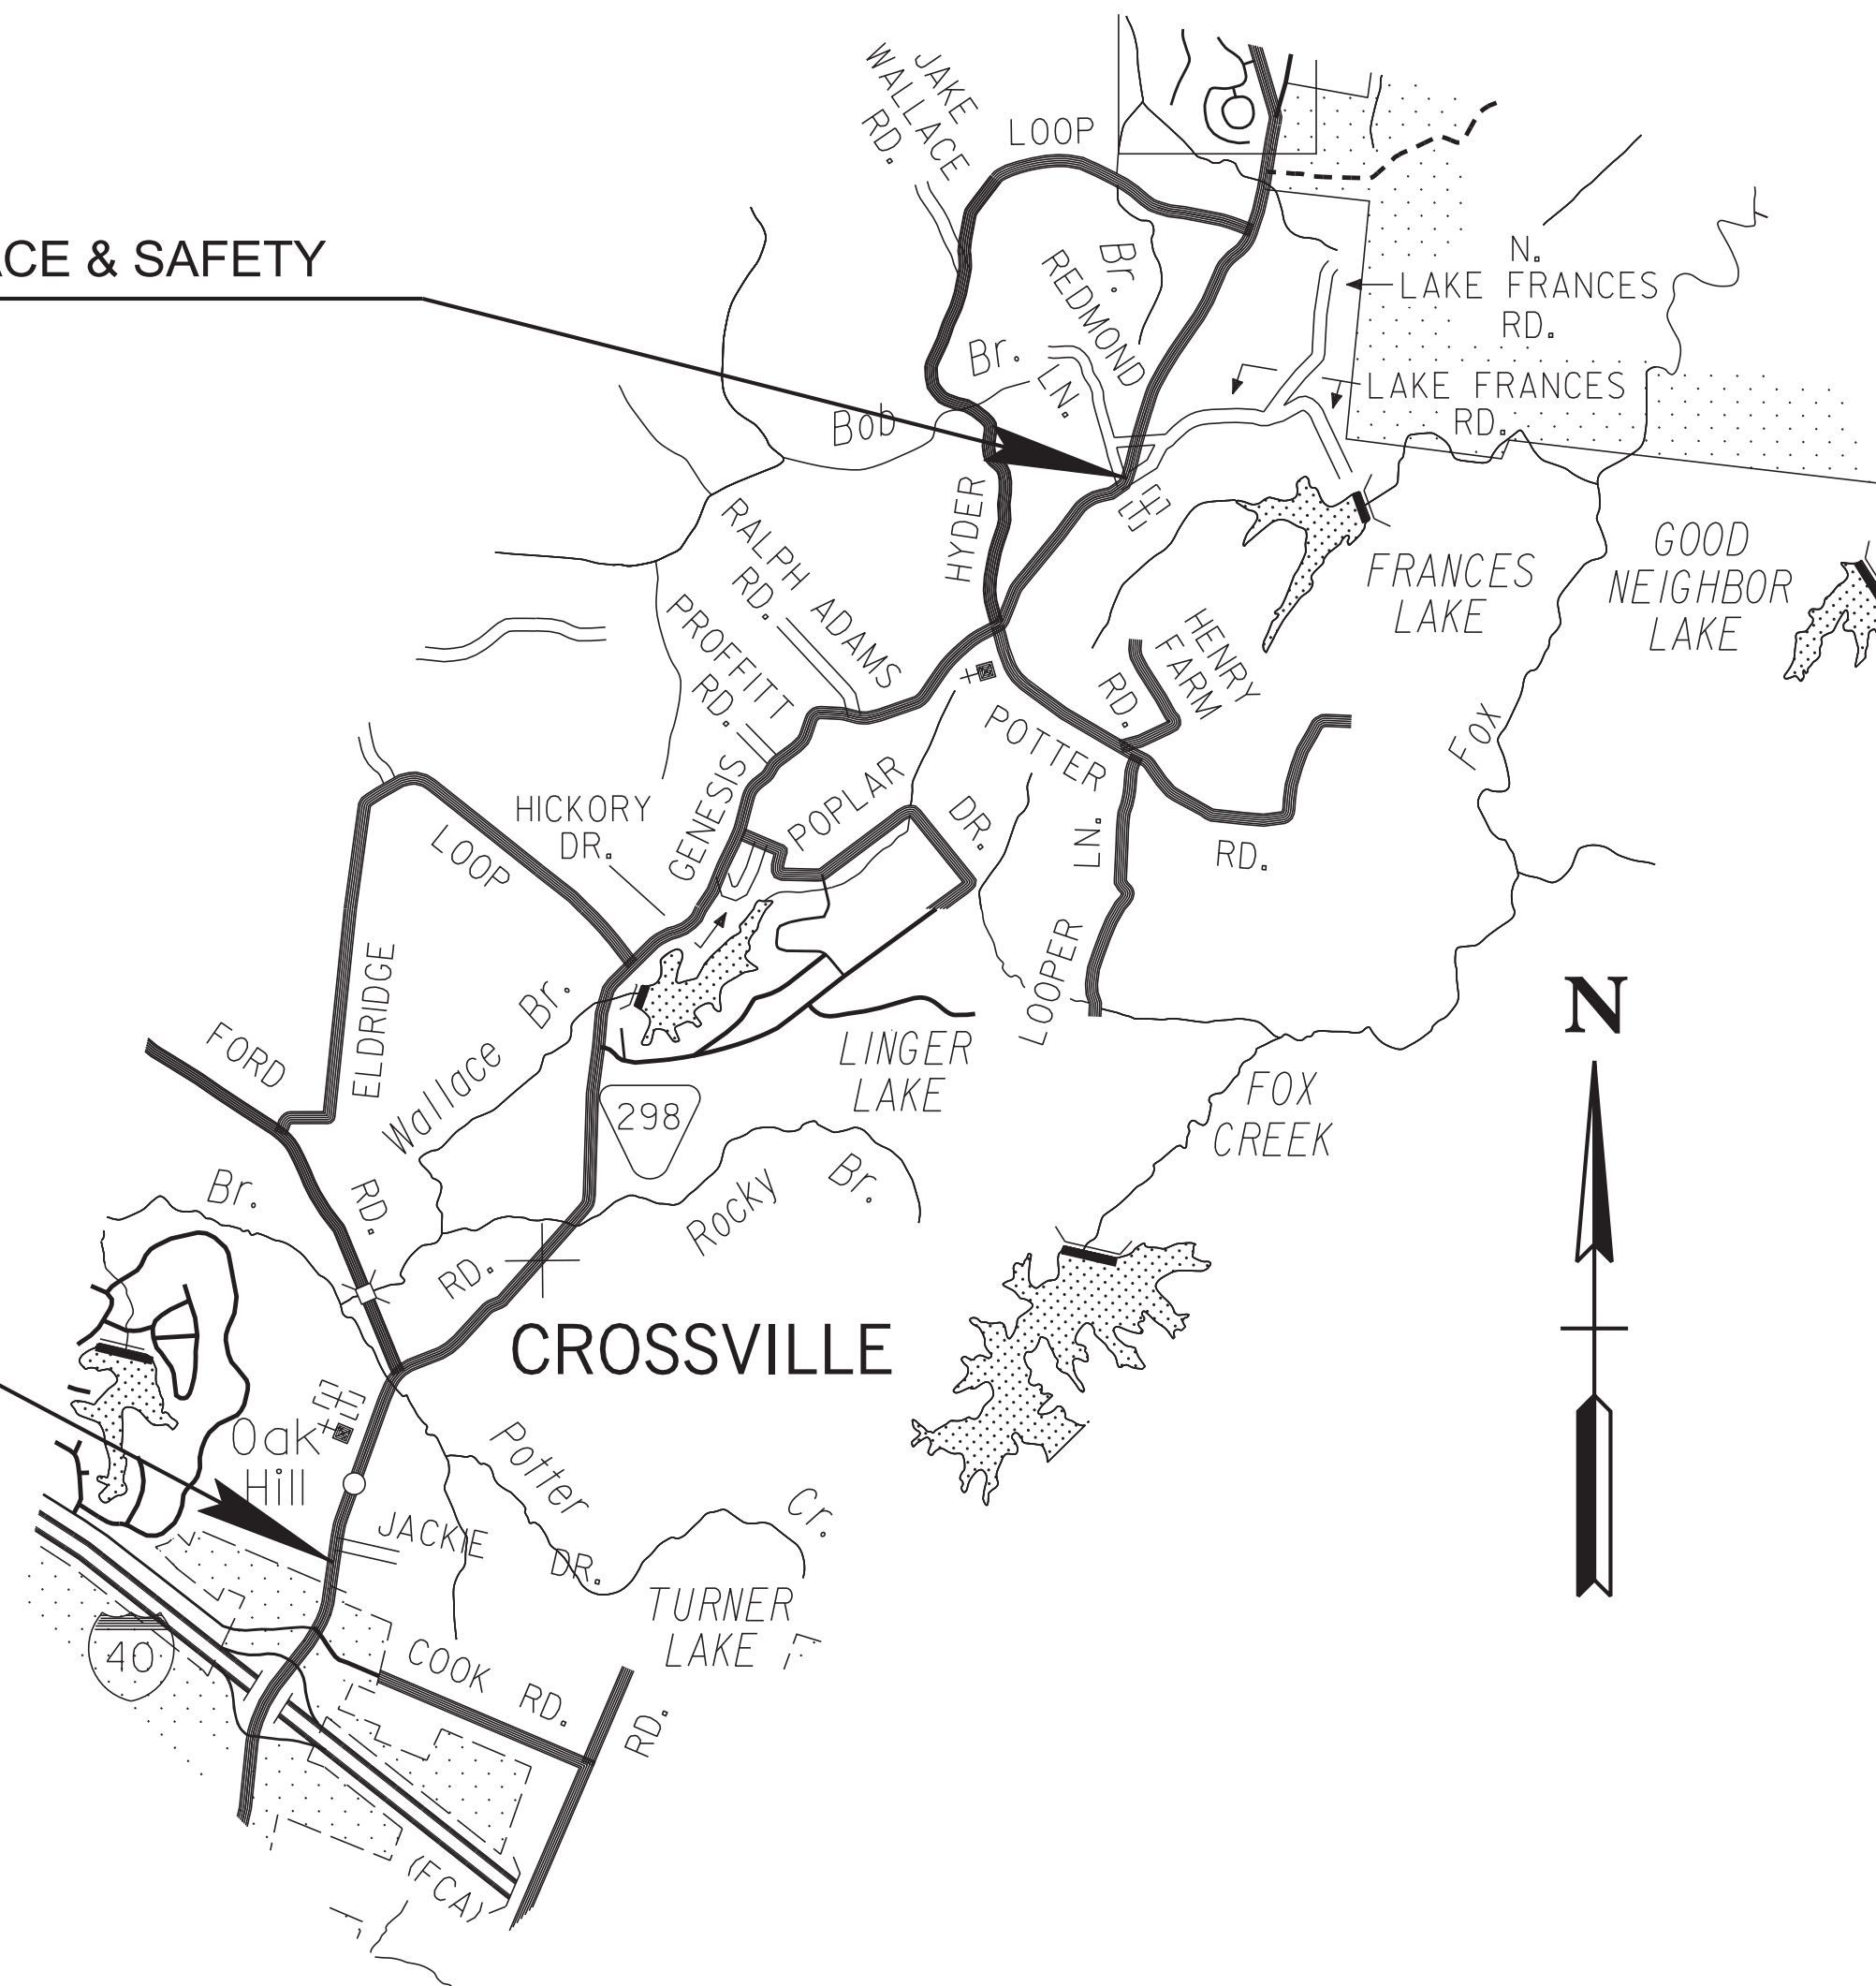 JAKE
WALLACE
RD.
LOOP
CE & SAFETY
N.
LAKE FRANCES
RD.
Br.
REDMOND
LN.
Br.
Bob
LAKE FRANCES
RD.
HYDER
RALPH ADAMS
RD.
PROFFITT
RD.
FRANCES
LAKE
GOOD
NEIGHBOR
LAKE
HENRY
FARM
RD.
POTTER
RD.
Fox
HICKORY
DR.
GENESIS
POPLAR
DR.
LOOP
LN.
LOOPER
ELDRIDGE
FORD
RD.
Wallace Br.
LINGER
LAKE
298
FOX
CREEK
N
Br.
Rocky Br.
RD.
CROSSVILLE
Oak
Hill
Potter
Cr.
JACKIE
DR.
TURNER
LAKE
40
COOK RD.
RD.
(FCA)